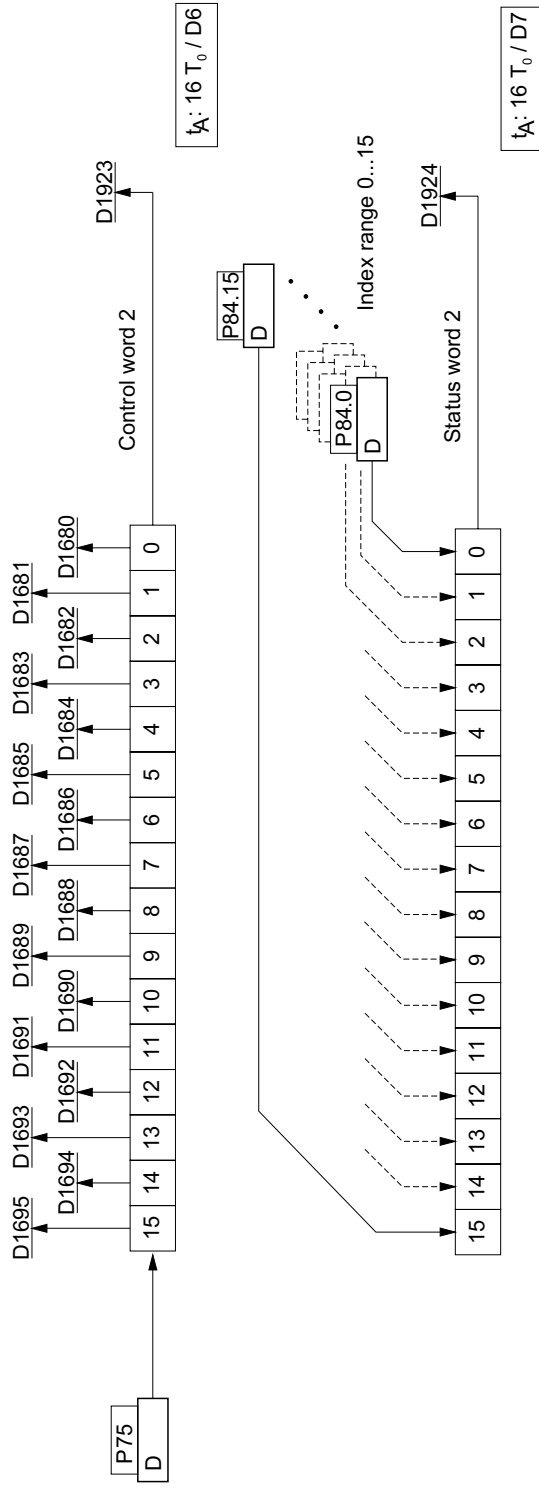 D1695 D1693 D1691 D1689 D1687 D1685 D1683 D1681
D1694 D1692 D1690 D1688 D1686 D1684 D1682 D1680
D1923
P75
D
15 14 13 12 11 10 9 8 7 6 5 4 3 2 1 0
Control word 2
tA: 16 T0 / D6
P84.15
D
P84.0
D
Index range 0...15
D1924
15 14 13 12 11 10 9 8 7 6 5 4 3 2 1 0
Status word 2
tA: 16 T0 / D7